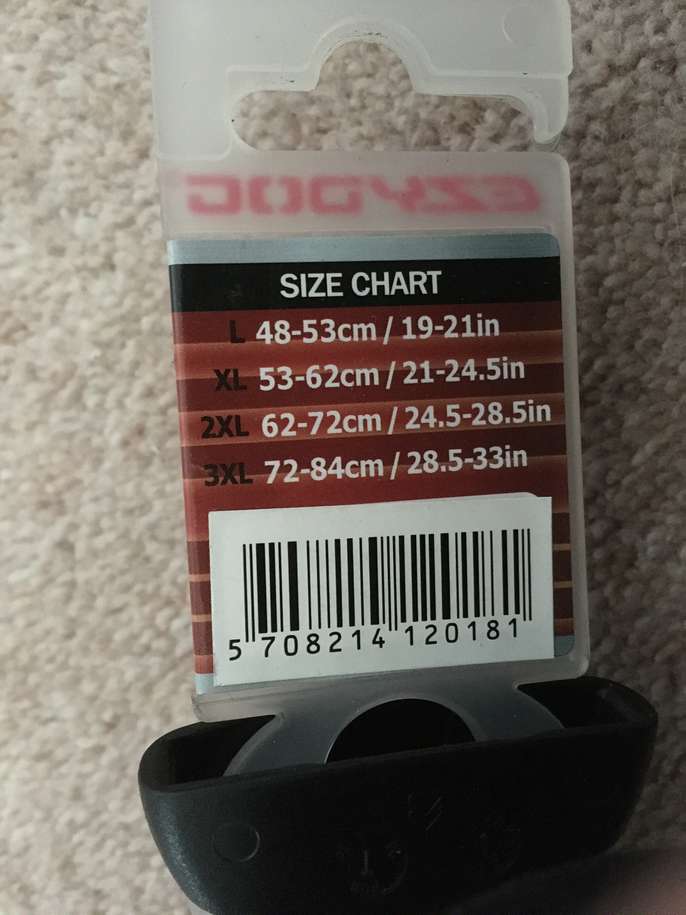 EZYDOG
SIZE CHART
L 48-53cm / 19-21in
XL 53-62cm / 21-24.5in
2XL 62-72cm / 24.5-28.5in
3XL 72-84cm / 28.5-33in
5 708214 120181